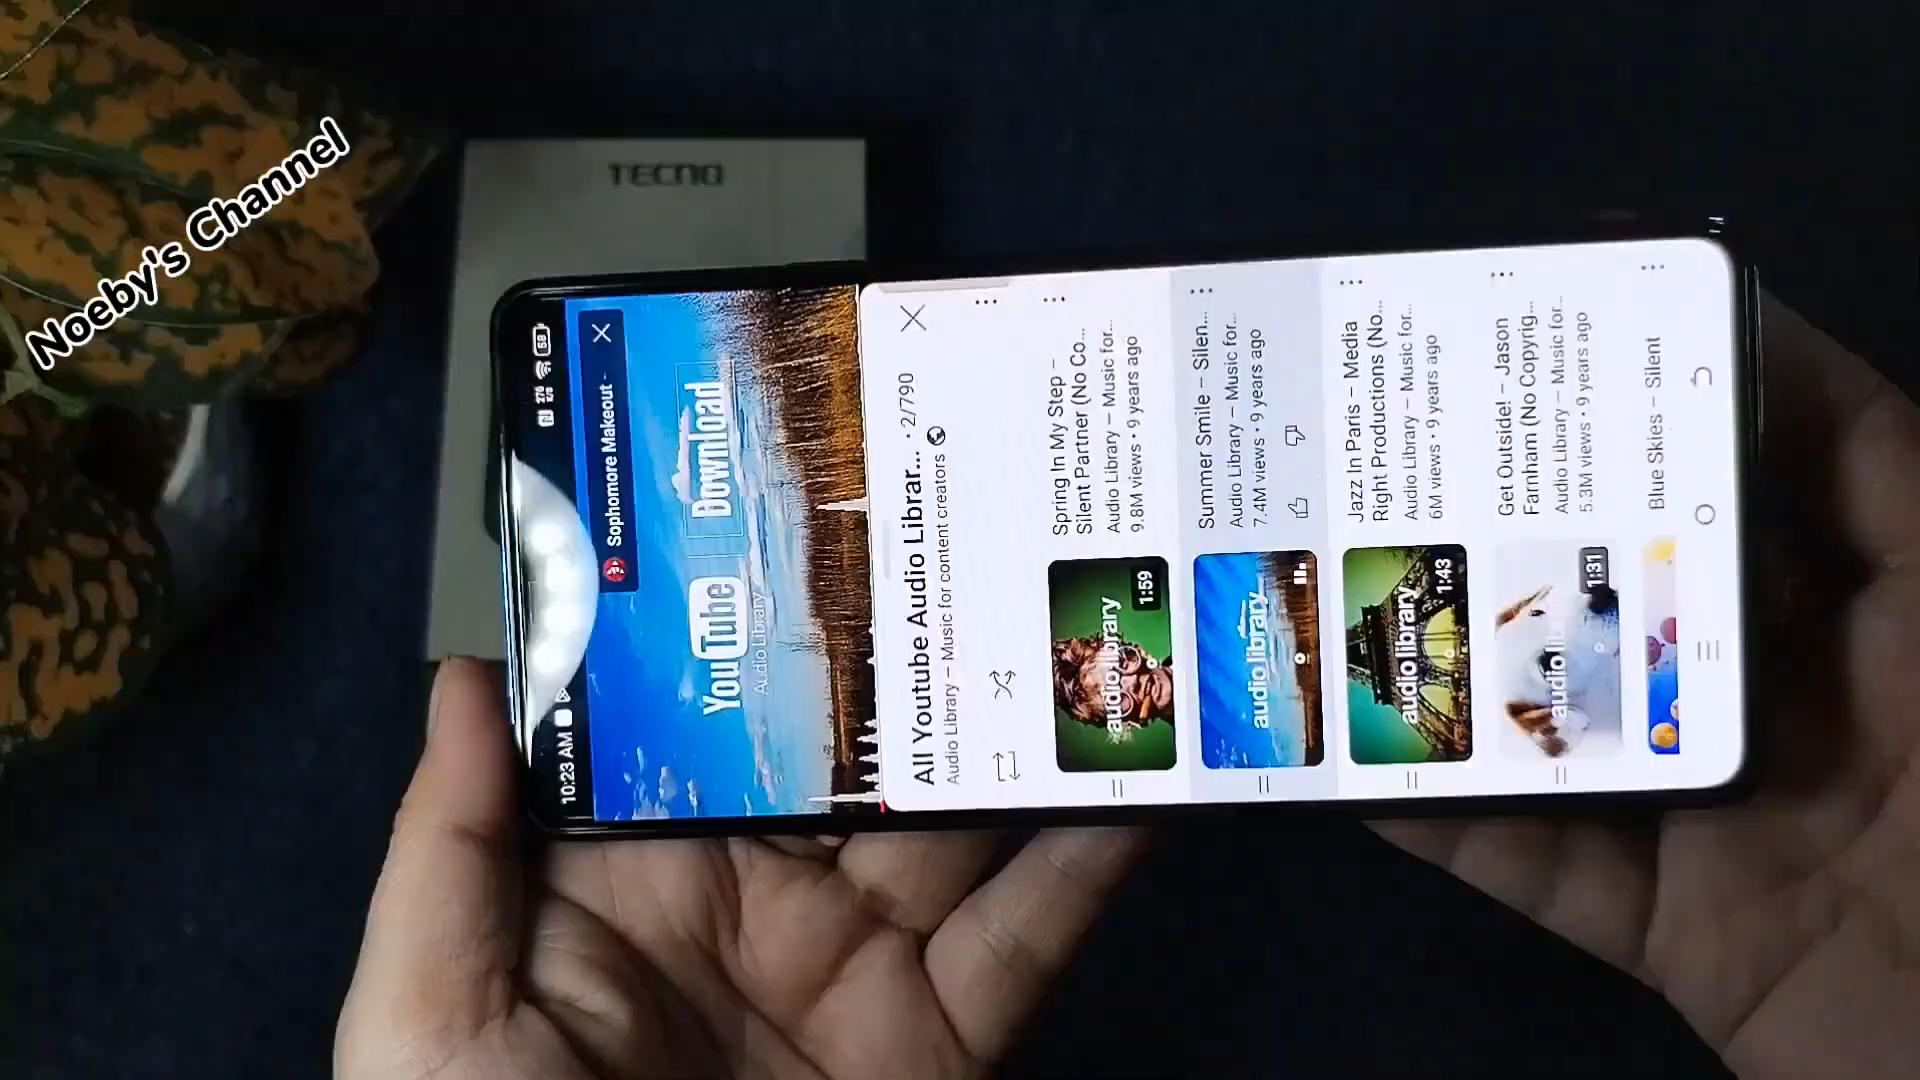 Noeby's Channel
TECNO
10:23 AM
58
Sophomore Makeout
YouTube Download
Audio Library
All Youtube Audio Librar... · 2/790
Audio Library – Music for content creators
Spring In My Step –
Silent Partner (No Co...
Audio Library – Music for...
9.8M views • 9 years ago
audio library
1:59
Summer Smile – Silen...
Audio Library – Music for...
7.4M views • 9 years ago
audio library
Jazz In Paris – Media
Right Productions (No...
Audio Library – Music for...
6M views • 9 years ago
audio library
1:43
Get Outside! – Jason
Farnham (No Copyrig...
Audio Library – Music for...
5.3M views • 9 years ago
audio lib
1:31
Blue Skies – Silent